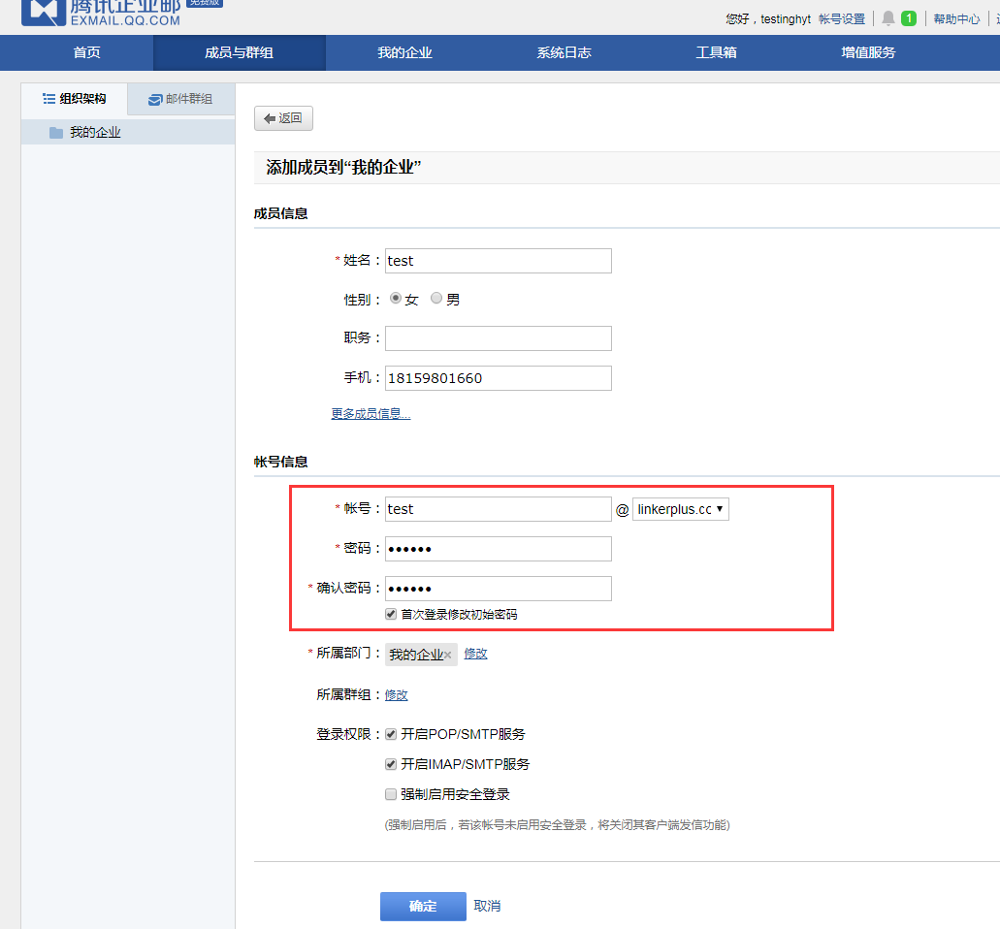 腾讯企业邮 免费版
EXMAIL.QQ.COM
您好，testinghyt 帐号设置 1 帮助中心
首页 成员与群组 我的企业 系统日志 工具箱 增值服务
组织架构 邮件群组
我的企业
返回
添加成员到“我的企业”
成员信息
* 姓名： test
性别： 女 男
职务：
手机： 18159801660
更多成员信息...
帐号信息
* 帐号： test @ linkerplus.cc
* 密码： ••••••
* 确认密码： ••••••
首次登录修改初始密码
* 所属部门： 我的企业× 修改
所属群组： 修改
登录权限： 开启POP/SMTP服务
开启IMAP/SMTP服务
强制启用安全登录
(强制启用后，若该帐号未启用安全登录，将关闭其客户端发信功能)
确定 取消